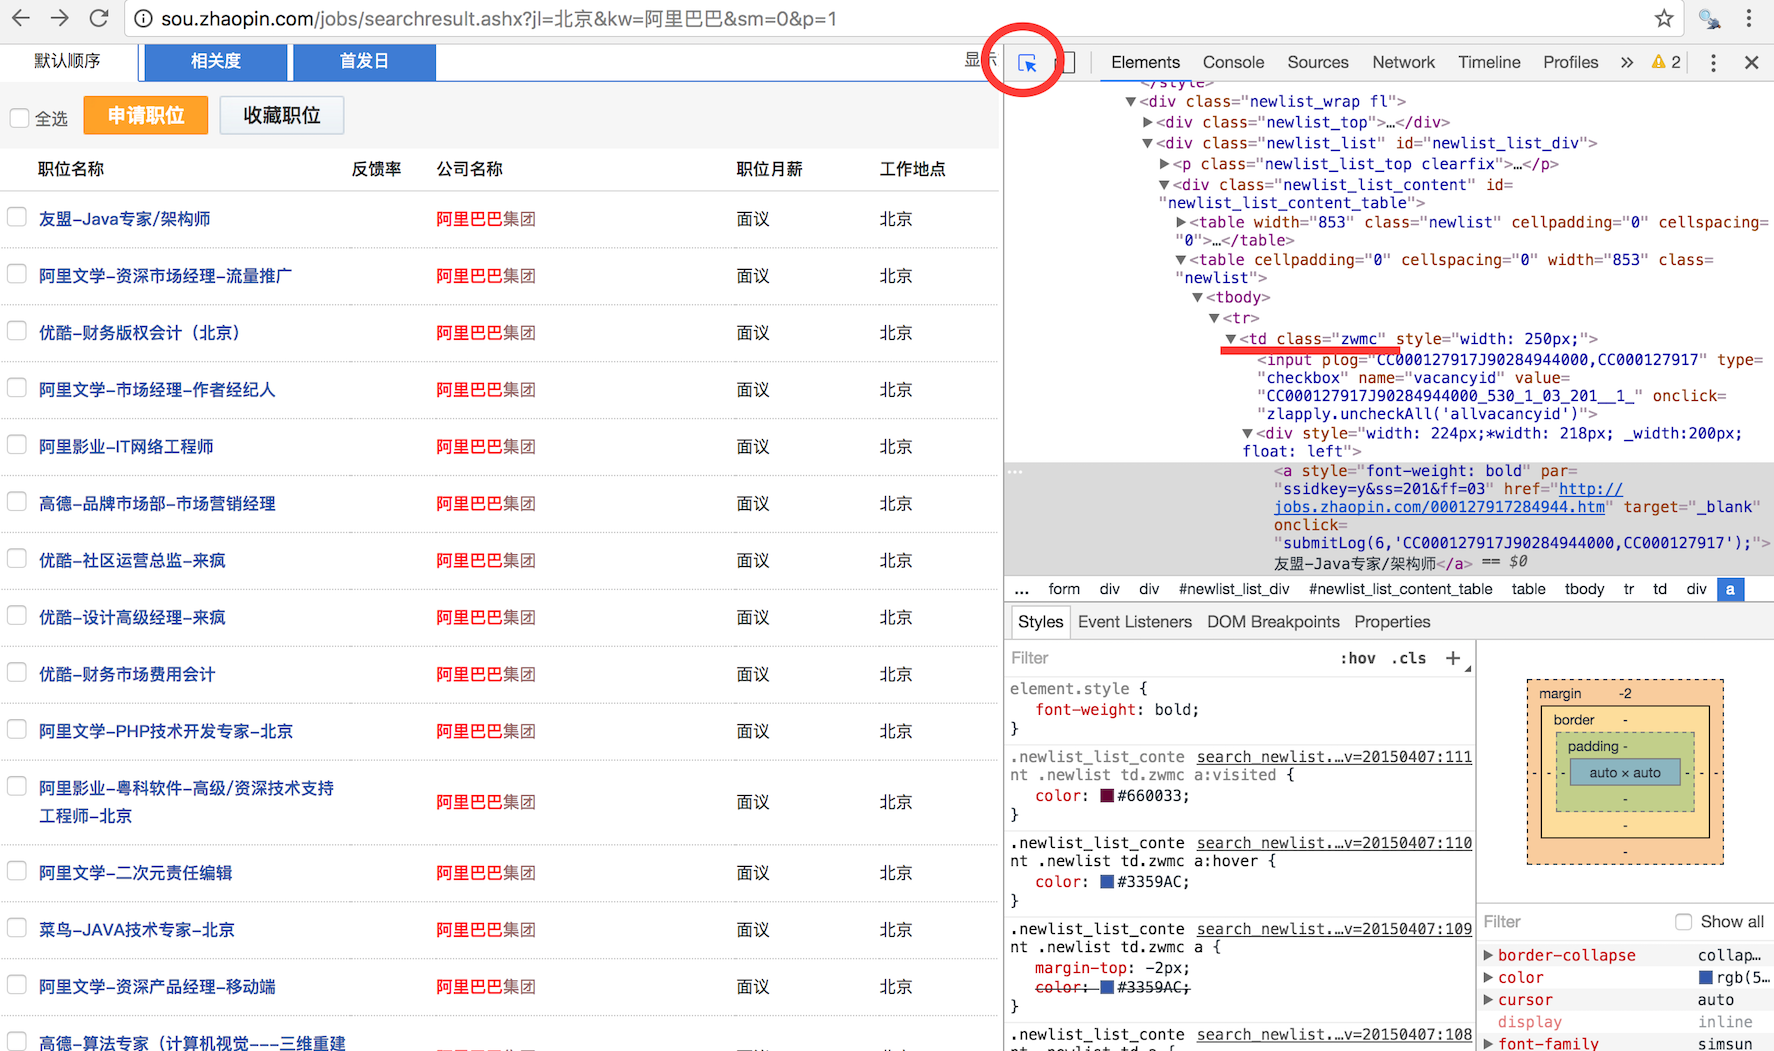 sou.zhaopin.com/jobs/searchresult.ashx?jl=北京&kw=阿里巴巴&sm=0&p=1
默认顺序 相关度 首发日
全选 申请职位 收藏职位
职位名称 反馈率 公司名称 职位月薪 工作地点
友盟-Java专家/架构师 阿里巴巴集团 面议 北京
阿里文学-资深市场经理-流量推广 阿里巴巴集团 面议 北京
优酷-财务版权会计（北京） 阿里巴巴集团 面议 北京
阿里文学-市场经理-作者经纪人 阿里巴巴集团 面议 北京
阿里影业-IT网络工程师 阿里巴巴集团 面议 北京
高德-品牌市场部-市场营销经理 阿里巴巴集团 面议 北京
优酷-社区运营总监-来疯 阿里巴巴集团 面议 北京
优酷-设计高级经理-来疯 阿里巴巴集团 面议 北京
优酷-财务市场费用会计 阿里巴巴集团 面议 北京
阿里文学-PHP技术开发专家-北京 阿里巴巴集团 面议 北京
阿里影业-粤科软件-高级/资深技术支持
工程师-北京 阿里巴巴集团 面议 北京
阿里文学-二次元责任编辑 阿里巴巴集团 面议 北京
菜鸟-JAVA技术专家-北京 阿里巴巴集团 面议 北京
阿里文学-资深产品经理-移动端 阿里巴巴集团 面议 北京
高德-算法专家（计算机视觉---三维重建
Elements Console Sources Network Timeline Profiles » 2
</style>
<div class="newlist_wrap fl">
<div class="newlist_top">…</div>
<div class="newlist_list" id="newlist_list_div">
<p class="newlist_list_top clearfix">…</p>
<div class="newlist_list_content" id=
"newlist_list_content_table">
<table width="853" class="newlist" cellpadding="0" cellspacing=
"0">…</table>
<table cellpadding="0" cellspacing="0" width="853" class=
"newlist">
<tbody>
<tr>
<td class="zwmc" style="width: 250px;">
<input plog="CC000127917J90284944000,CC000127917" type=
"checkbox" name="vacancyid" value=
"CC000127917J90284944000_530_1_03_201__1_" onclick=
"zlapply.uncheckAll('allvacancyid')">
<div style="width: 224px;*width: 218px; _width:200px;
float: left">
<a style="font-weight: bold" par=
"ssidkey=y&ss=201&ff=03" href="http://
jobs.zhaopin.com/000127917284944.htm" target="_blank"
onclick=
"submitLog(6,'CC000127917J90284944000,CC000127917');">
友盟-Java专家/架构师</a> == $0
... form div div #newlist_list_div #newlist_list_content_table table tbody tr td div a
Styles Event Listeners DOM Breakpoints Properties
Filter :hov .cls +
element.style {
font-weight: bold;
}
.newlist_list_conte search_newlist.…v=20150407:111
nt .newlist td.zwmc a:visited {
color: #660033;
}
.newlist_list_conte search_newlist.…v=20150407:110
nt .newlist td.zwmc a:hover {
color: #3359AC;
}
.newlist_list_conte search_newlist.…v=20150407:109
nt .newlist td.zwmc a {
margin-top: -2px;
color: #3359AC;
}
.newlist_list_conte search_newlist.…v=20150407:108
margin -2
border -
padding -
- - - auto × auto - - -
-
-
-
Filter Show all
border-collapse collap…
color rgb(5…
cursor auto
display inline
font-family simsun